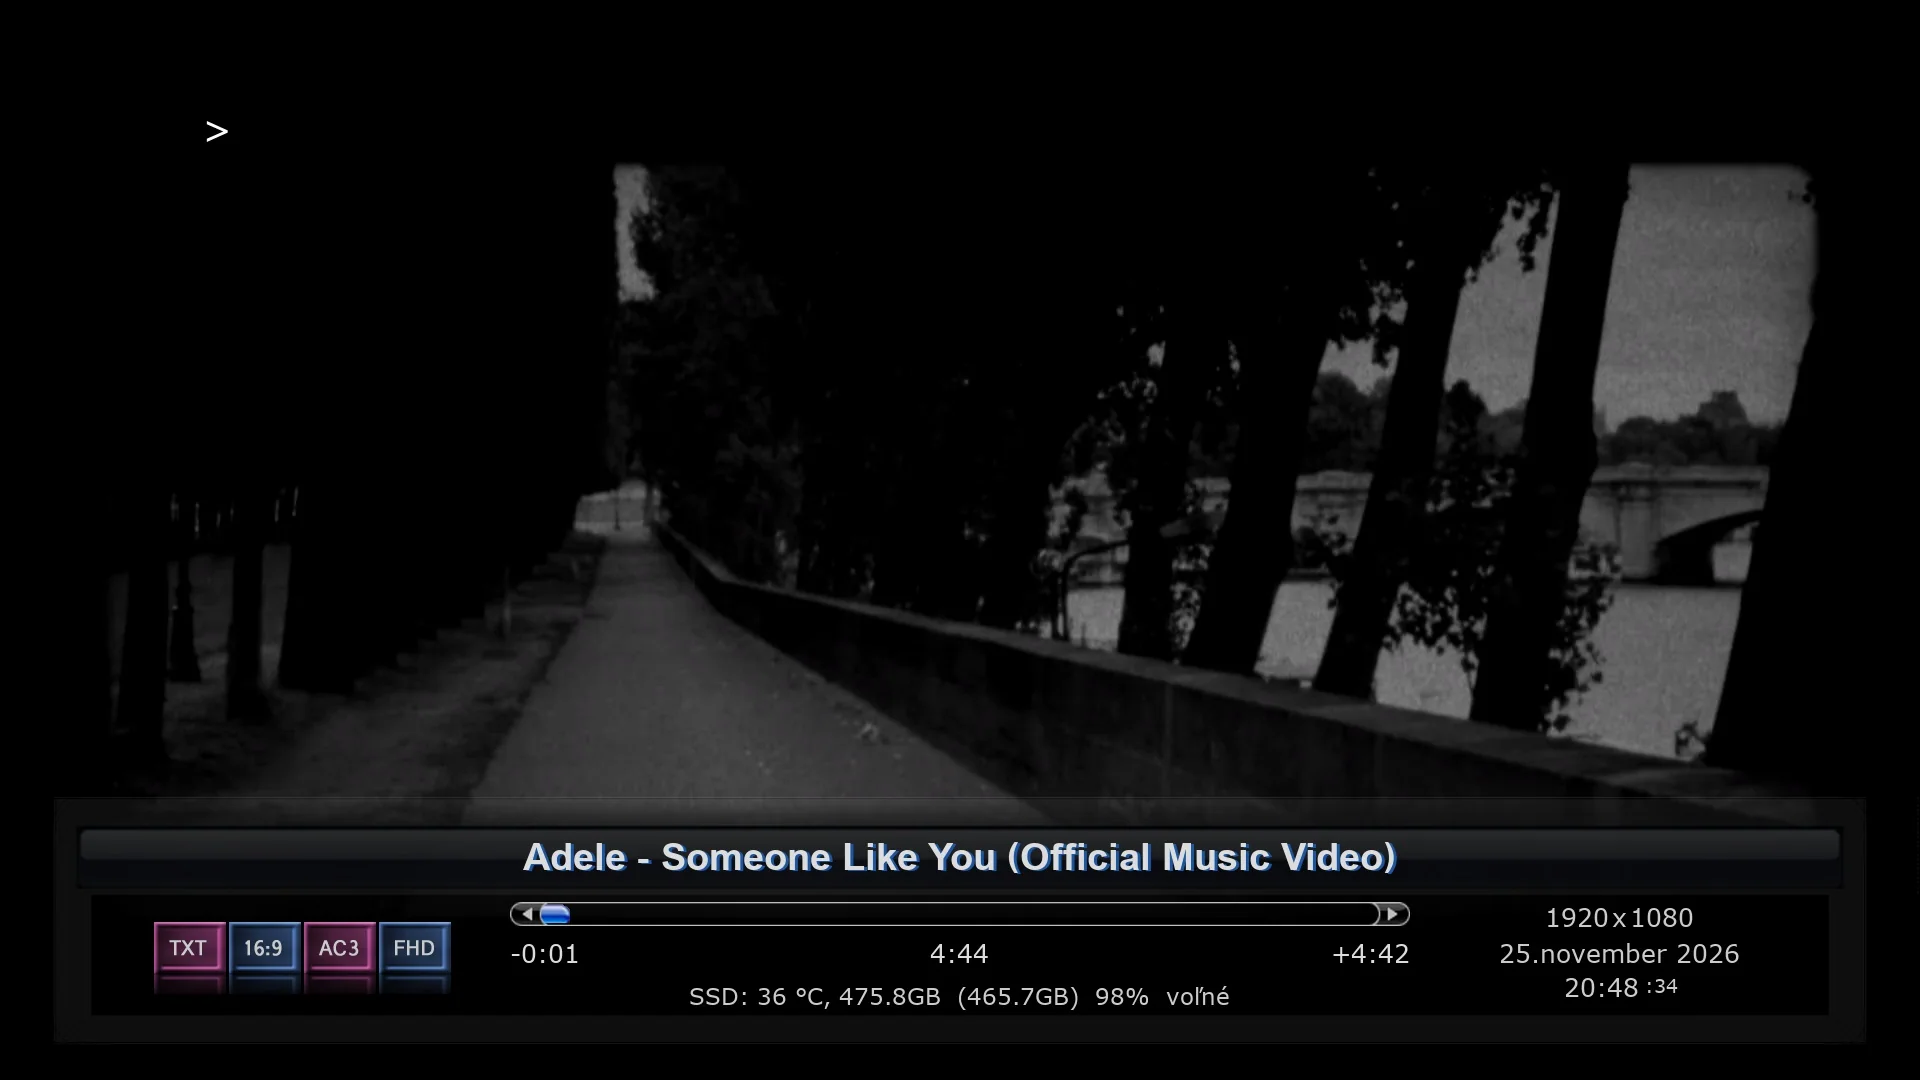 >
Adele - Someone Like You (Official Music Video)
TXT 16:9 AC3 FHD
-0:01 4:44 +4:42
SSD: 36 °C, 475.8GB (465.7GB) 98% voľné
1920x1080
25.november 2026
20:48 :34